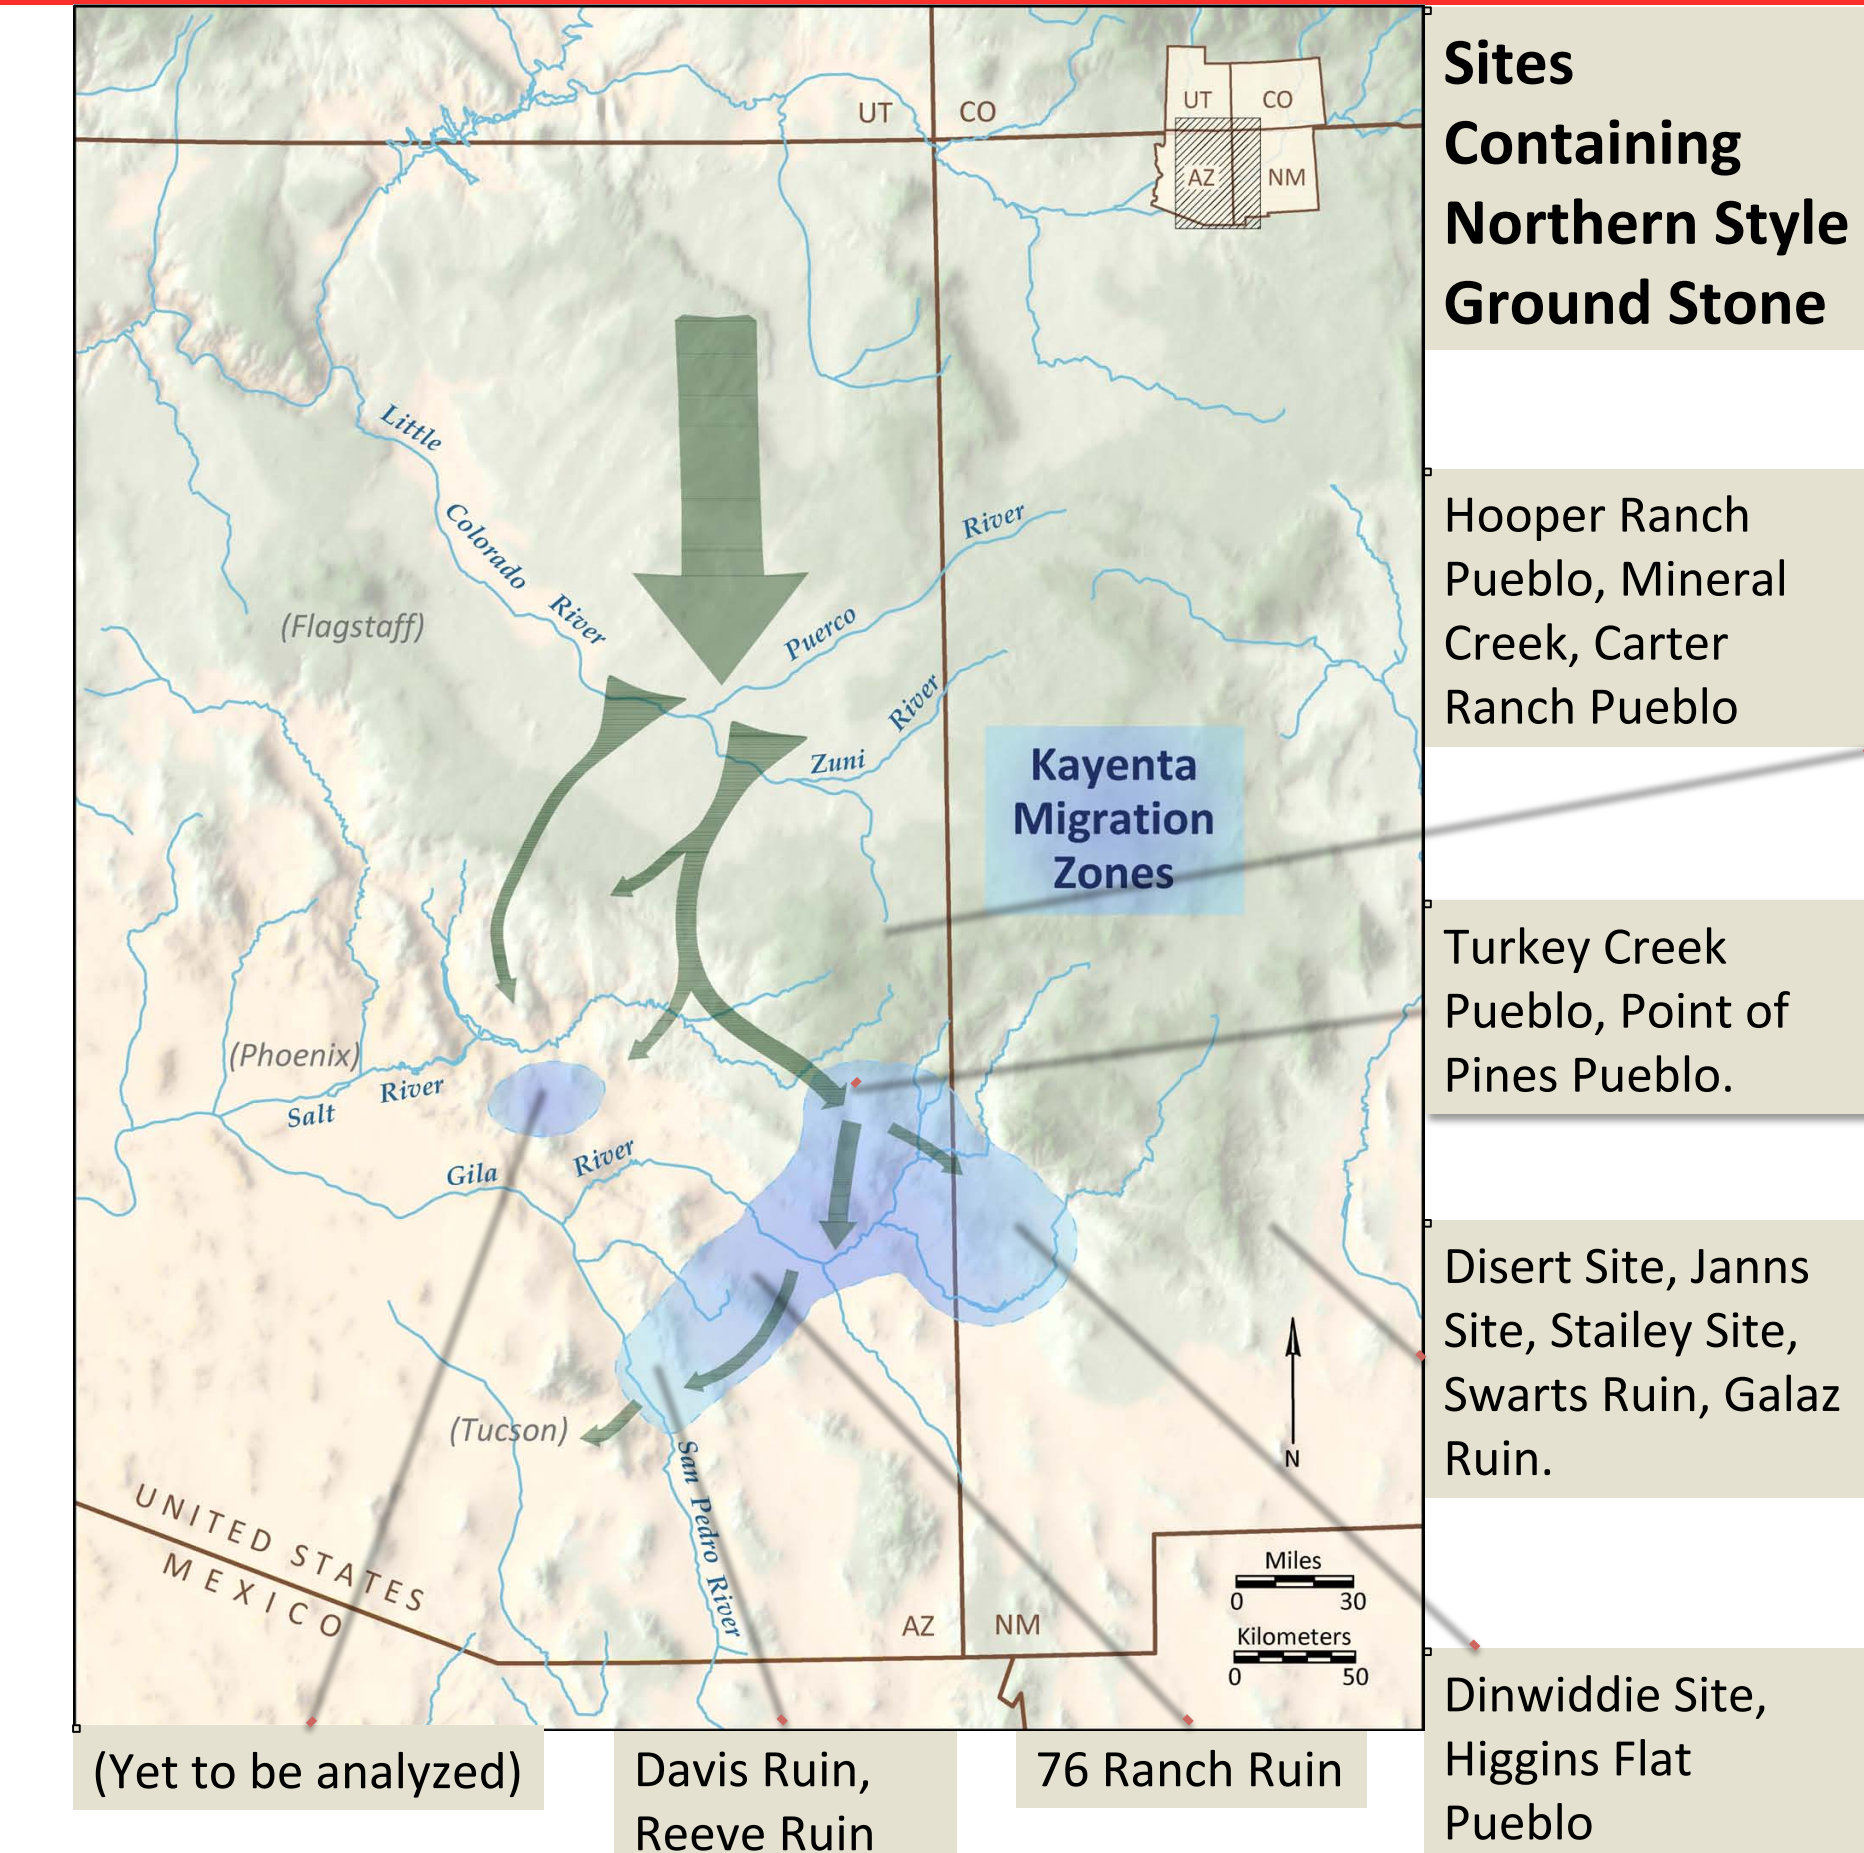 Sites
Containing
Northern Style
Ground Stone
UT
CO
UT
CO
AZ
NM
Little
Colorado
River
(Flagstaff)
Puerco
River
Zuni
River
Kayenta
Migration
Zones
Hooper Ranch
Pueblo, Mineral
Creek, Carter
Ranch Pueblo
Turkey Creek
Pueblo, Point of
Pines Pueblo.
(Phoenix)
Salt
River
Gila
River
Disert Site, Janns
Site, Stailey Site,
Swarts Ruin, Galaz
Ruin.
(Tucson)
San Pedro River
N
UNITED STATES
MEXICO
AZ
NM
Miles
0
30
Kilometers
0
50
(Yet to be analyzed)
Davis Ruin,
Reeve Ruin
76 Ranch Ruin
Dinwiddie Site,
Higgins Flat
Pueblo